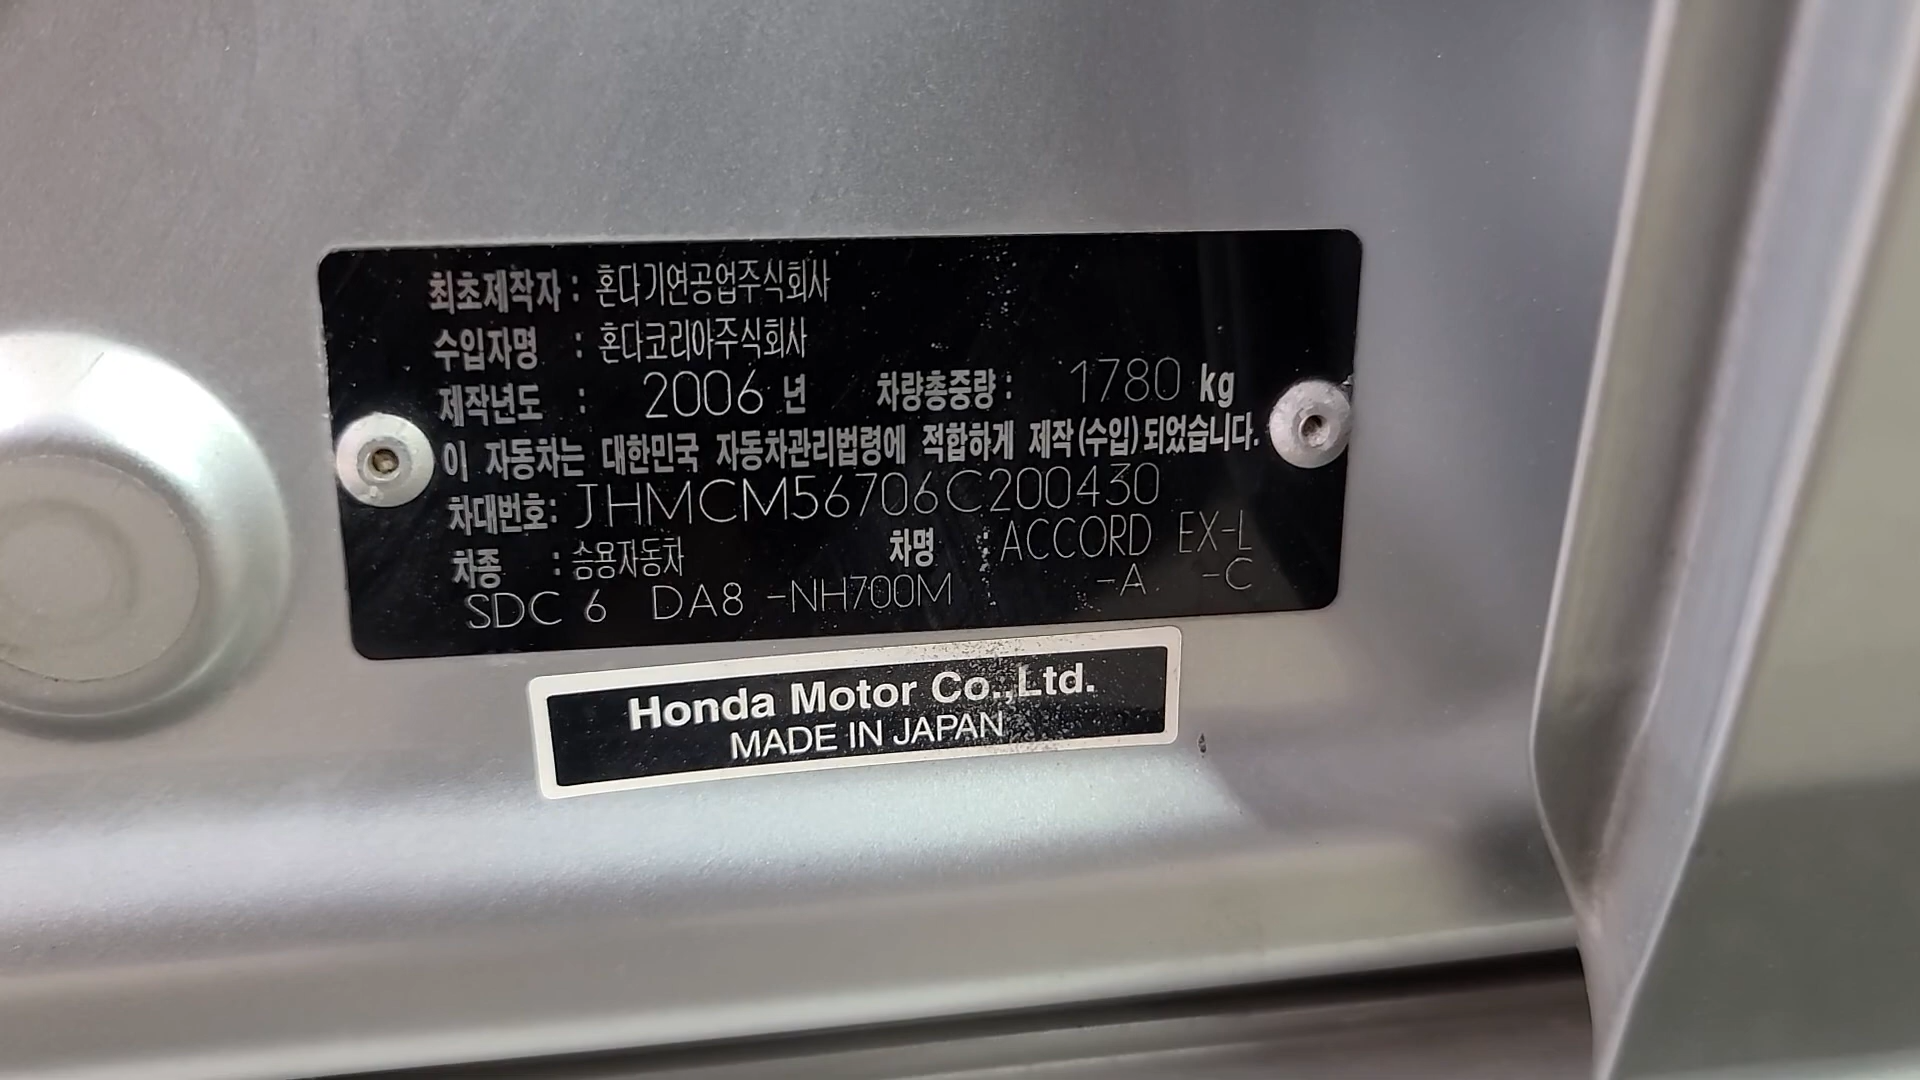 최초제작자 : 혼다기연공업주식회사
수입자명 : 혼다코리아주식회사
제작년도 : 2006 년 차량총중량 : 1780 kg
이 자동차는 대한민국 자동차관리법령에 적합하게 제작(수입)되었습니다.
차대번호: JHMCM56706C200430
차종 : 승용자동차 차명 : ACCORD EX-L
SDC 6 DA8 -NH700M -A -C
Honda Motor Co.,Ltd.
MADE IN JAPAN